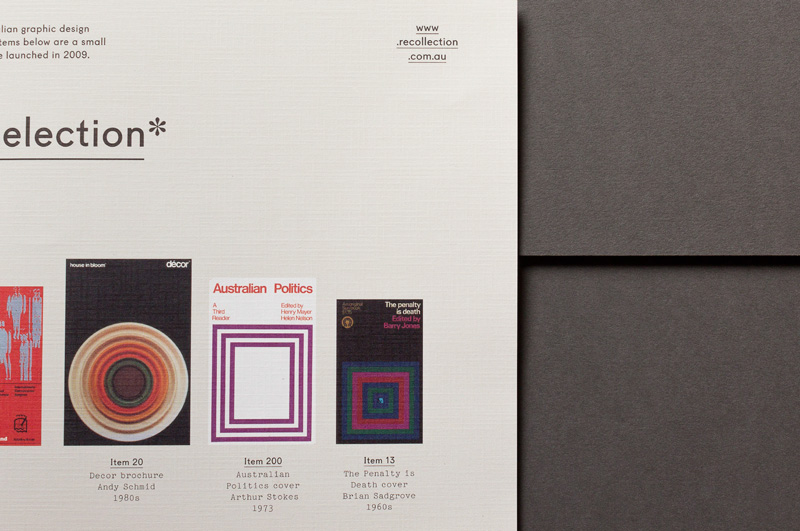 lian graphic design
tems below are a small
e launched in 2009.
www
.recollection
.com.au
election*
house in bloom
décor
Australian Politics
A
Third
Reader
Edited by
Henry Mayer
Helen Nelson
The penalty
is death
Edited by
Barry Jones
nd
Item 20
Decor brochure
Andy Schmid
1980s
Item 200
Australian
Politics cover
Arthur Stokes
1973
Item 13
The Penalty is
Death cover
Brian Sadgrove
1960s